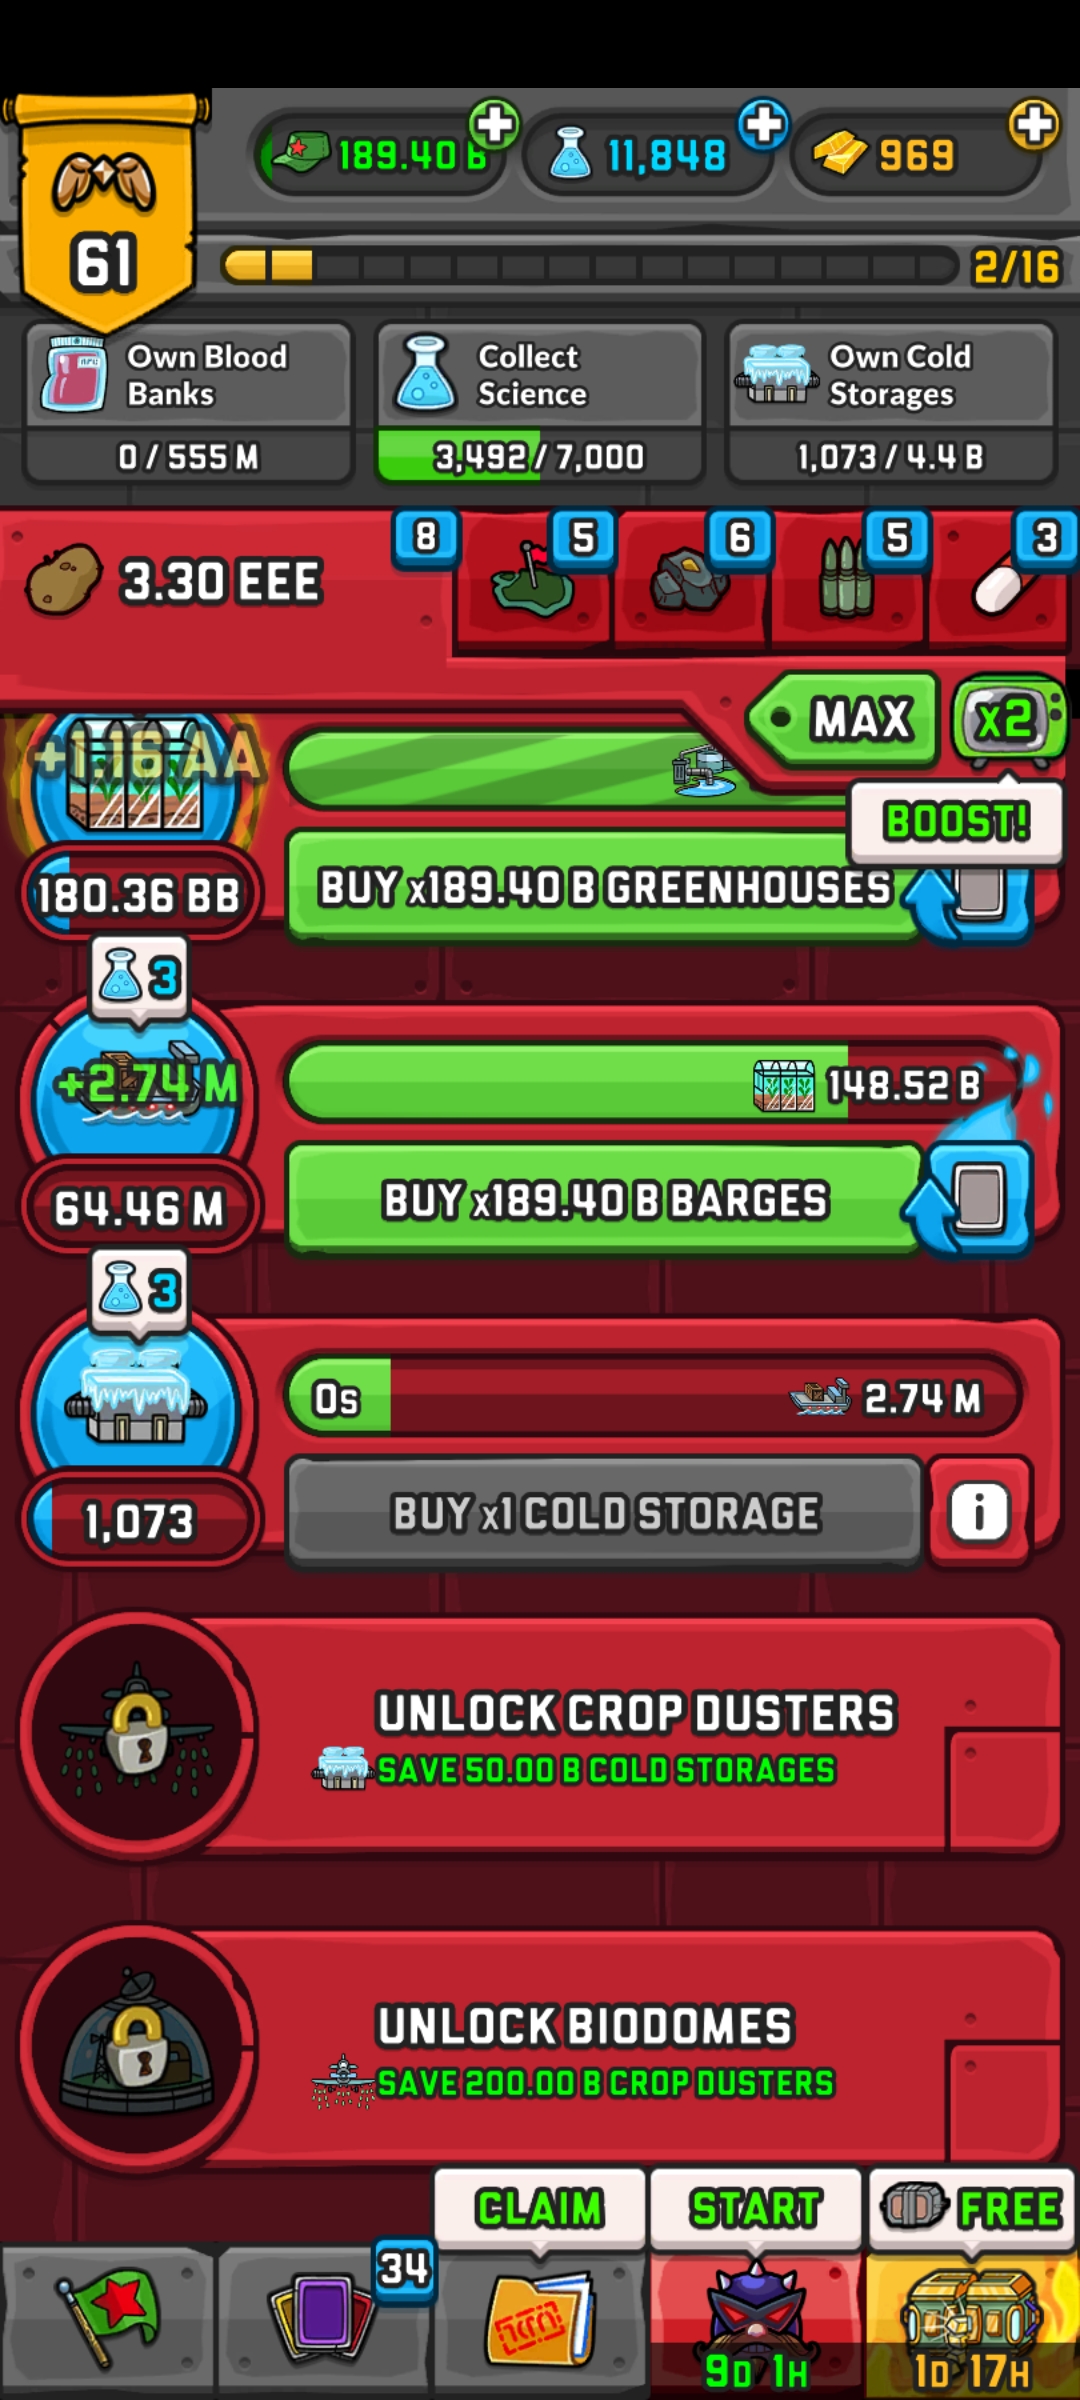 189.40 B
11,848
969
61
2/16
Own Blood
Banks
0 / 555 M
Collect
Science
3,492 / 7,000
Own Cold
Storages
1,073 / 4.4 B
3.30 EEE
8
5
6
5
3
MAX
x2
BOOST!
+1.16 AA
180.36 BB
BUY x189.40 B GREENHOUSES
3
+2.74 M
64.46 M
148.52 B
BUY x189.40 B BARGES
3
1,073
0s
2.74 M
BUY x1 COLD STORAGE
i
UNLOCK CROP DUSTERS
SAVE 50.00 B COLD STORAGES
UNLOCK BIODOMES
SAVE 200.00 B CROP DUSTERS
CLAIM
START
FREE
34
9D 1H
1D 17H